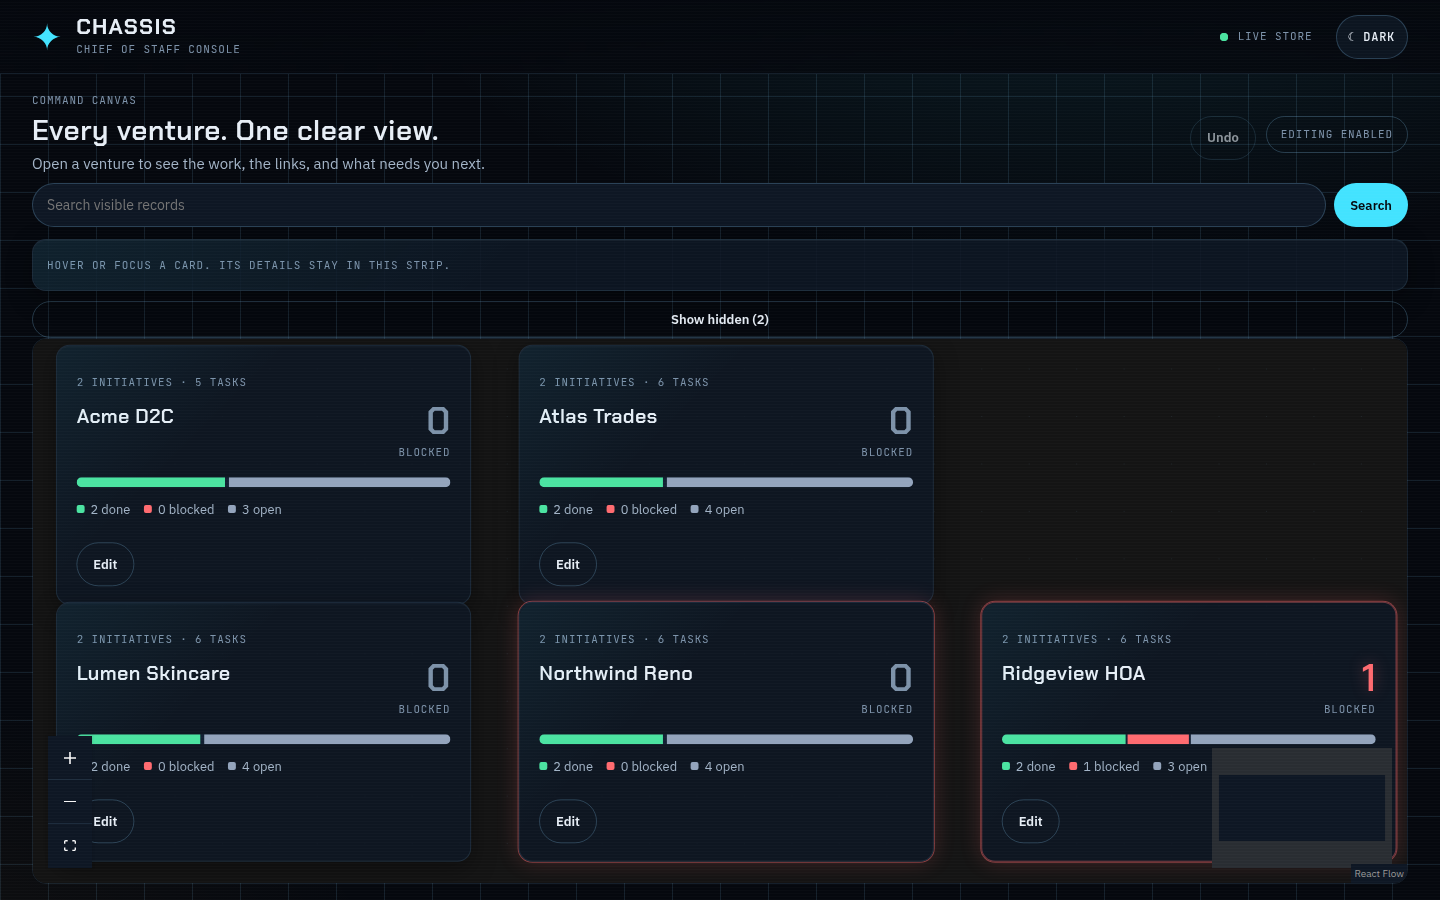 CHASSIS
CHIEF OF STAFF CONSOLE
LIVE STORE
☾ DARK
COMMAND CANVAS
Every venture. One clear view.
Open a venture to see the work, the links, and what needs you next.
Undo
EDITING ENABLED
Search visible records
Search
HOVER OR FOCUS A CARD. ITS DETAILS STAY IN THIS STRIP.
Show hidden (2)
2 INITIATIVES · 5 TASKS
Acme D2C
0
BLOCKED
2 done 0 blocked 3 open
Edit
2 INITIATIVES · 6 TASKS
Atlas Trades
0
BLOCKED
2 done 0 blocked 4 open
Edit
2 INITIATIVES · 6 TASKS
Lumen Skincare
0
BLOCKED
2 done 0 blocked 4 open
Edit
2 INITIATIVES · 6 TASKS
Northwind Reno
0
BLOCKED
2 done 0 blocked 4 open
Edit
2 INITIATIVES · 6 TASKS
Ridgeview HOA
1
BLOCKED
2 done 1 blocked 3 open
Edit
React Flow